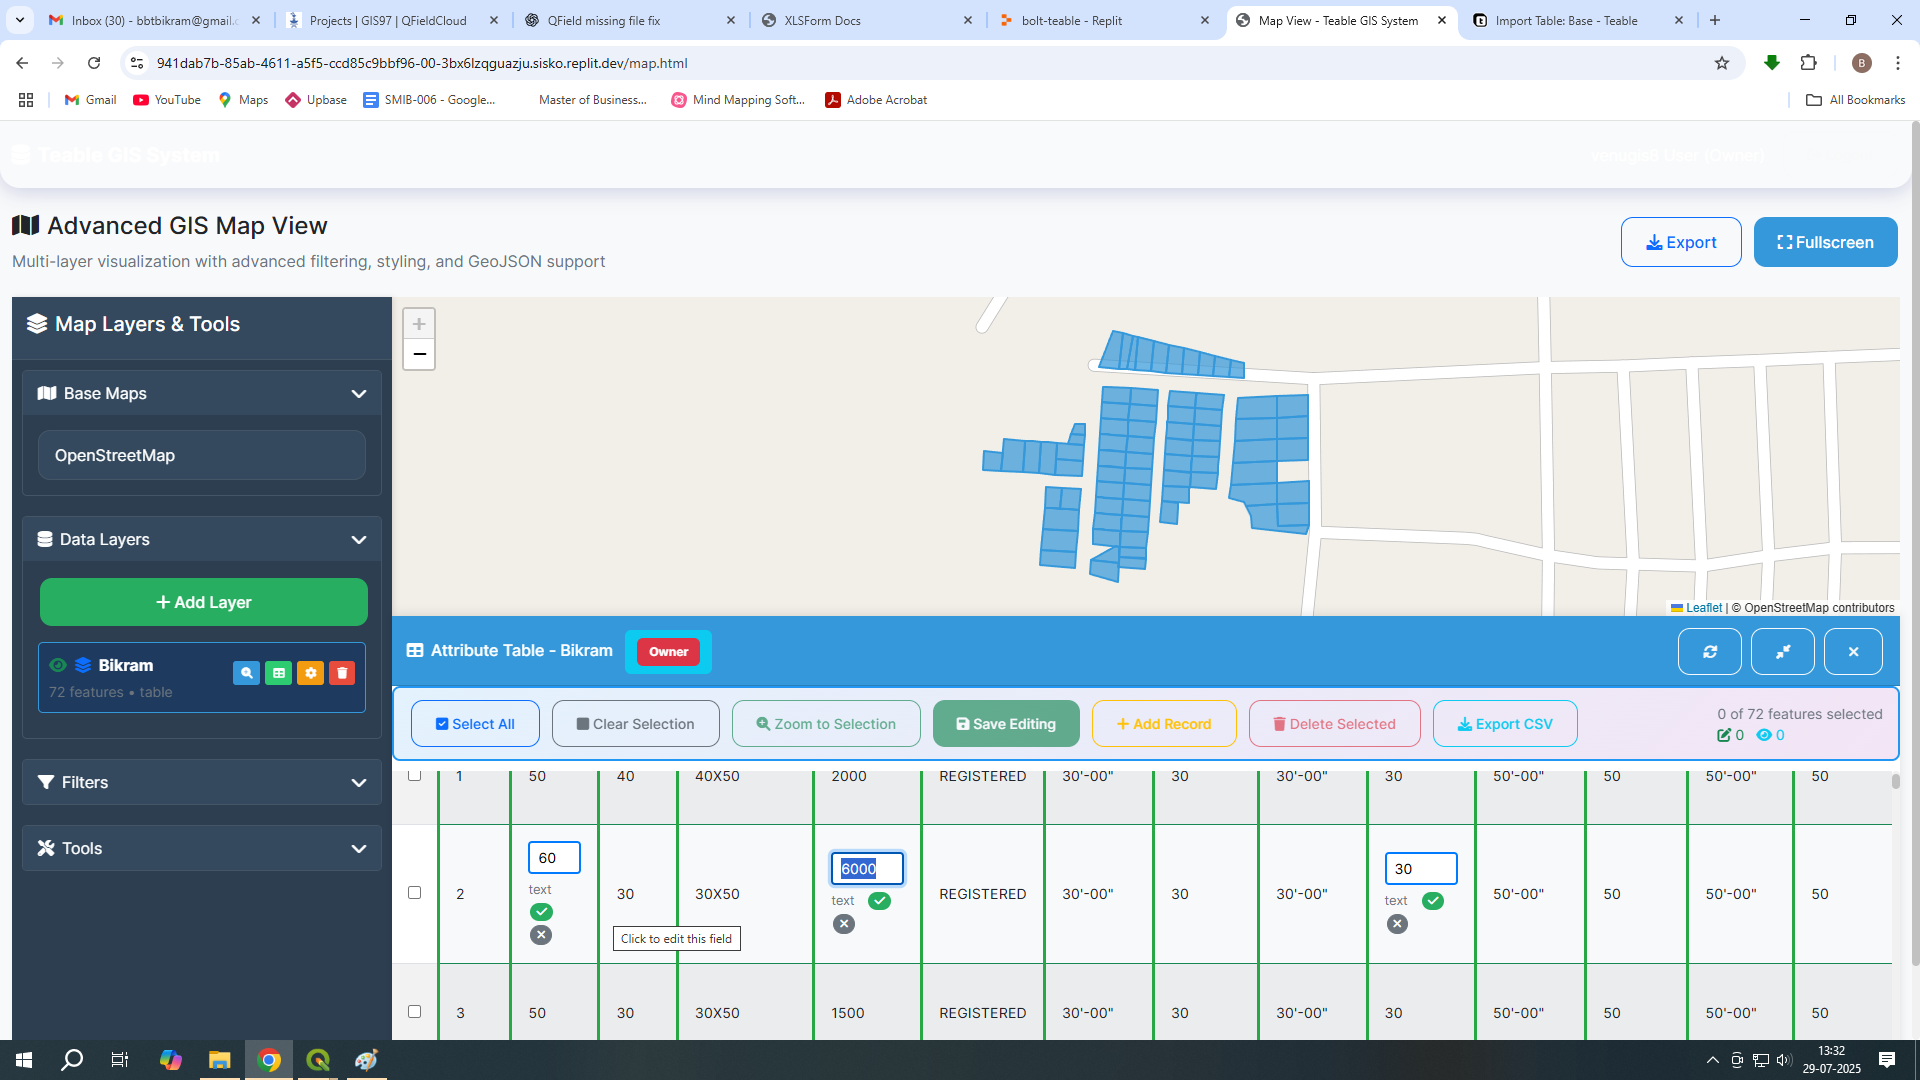 Inbox (30) - bbtbikram@gmail.c
Projects | GIS97 | QFieldCloud
QField missing file fix
XLSForm Docs
bolt-teable - Replit
Map View - Teable GIS System
Import Table: Base - Teable
941dab7b-85ab-4611-a5f5-ccd85c9bbf96-00-3bx6lzqguazju.sisko.replit.dev/map.html
B
Gmail
YouTube
Maps
Upbase
SMIB-006 - Google...
Master of Business...
Mind Mapping Soft...
Adobe Acrobat
All Bookmarks
Teable GIS System
Advanced GIS Map View
Multi-layer visualization with advanced filtering, styling, and GeoJSON support
Export
Fullscreen
Map Layers & Tools
Base Maps
OpenStreetMap
Data Layers
+ Add Layer
Bikram
72 features • table
Filters
Tools
+
−
Leaflet | © OpenStreetMap contributors
Attribute Table - Bikram
Owner
Select All
Clear Selection
Zoom to Selection
Save Editing
+ Add Record
Delete Selected
Export CSV
0 of 72 features selected
0 0
1 50 40 40X50 2000 REGISTERED 30'-00" 30 30'-00" 30 50'-00" 50 50'-00" 50
2 60 text 30 30X50 6000 text REGISTERED 30'-00" 30 30'-00" 30 text 50'-00" 50 50'-00" 50
Click to edit this field
3 50 30 30X50 1500 REGISTERED 30'-00" 30 30'-00" 30 50'-00" 50 50'-00" 50
13:32
29-07-2025